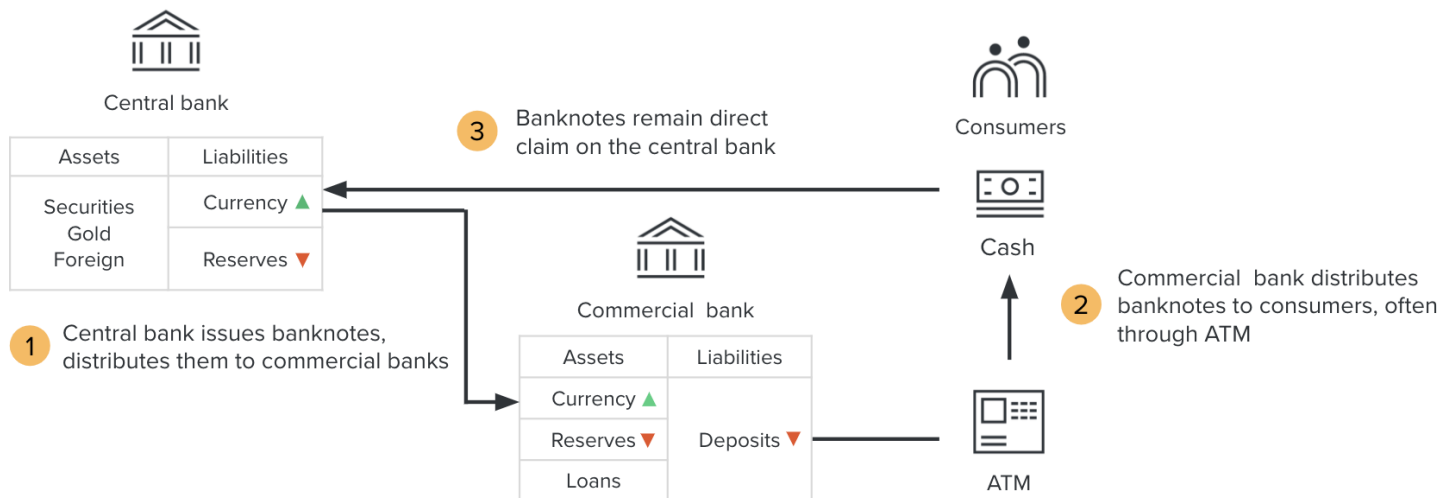 Central bank
Assets
Liabilities
Securities
Gold
Foreign
Currency ▲
Reserves ▼
1
Central bank issues banknotes,
distributes them to commercial banks
3
Banknotes remain direct
claim on the central bank
Commercial bank
Assets
Liabilities
Currency ▲
Reserves ▼
Loans
Deposits ▼
Consumers
Cash
2
Commercial bank distributes
banknotes to consumers, often
through ATM
ATM